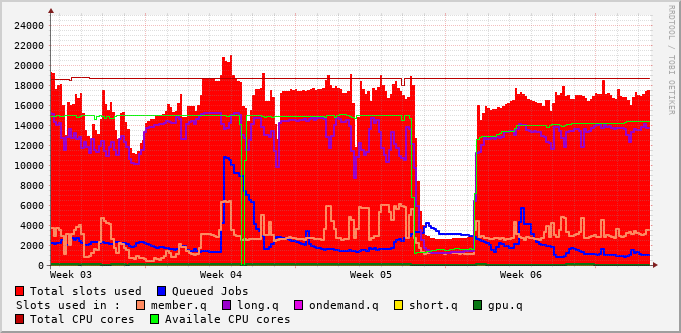 24000
22000
20000
18000
16000
14000
12000
10000
8000
6000
4000
2000
0
Week 03 Week 04 Week 05 Week 06
Total slots used Queued Jobs
Slots used in : member.q long.q ondemand.q short.q gpu.q
Total CPU cores Availale CPU cores
RRDTOOL / TOBI OETIKER